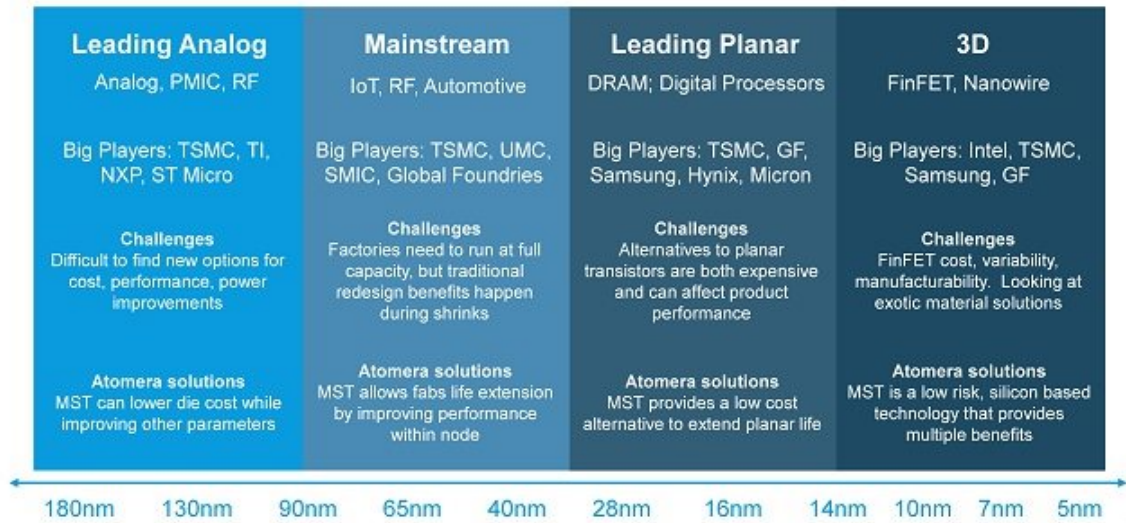 Leading Analog
Analog, PMIC, RF
Big Players: TSMC, TI,
NXP, ST Micro
Challenges
Difficult to find new options for
cost, performance, power
improvements
Atomera solutions
MST can lower die cost while
improving other parameters
Mainstream
IoT, RF, Automotive
Big Players: TSMC, UMC,
SMIC, Global Foundries
Challenges
Factories need to run at full
capacity, but traditional
redesign benefits happen
during shrinks
Atomera solutions
MST allows fabs life extension
by improving performance
within node
Leading Planar
DRAM; Digital Processors
Big Players: TSMC, GF,
Samsung, Hynix, Micron
Challenges
Alternatives to planar
transistors are both expensive
and can affect product
performance
Atomera solutions
MST provides a low cost
alternative to extend planar life
3D
FinFET, Nanowire
Big Players: Intel, TSMC,
Samsung, GF
Challenges
FinFET cost, variability,
manufacturability. Looking at
exotic material solutions
Atomera solutions
MST is a low risk, silicon based
technology that provides
multiple benefits
180nm 130nm 90nm 65nm 40nm 28nm 16nm 14nm 10nm 7nm 5nm